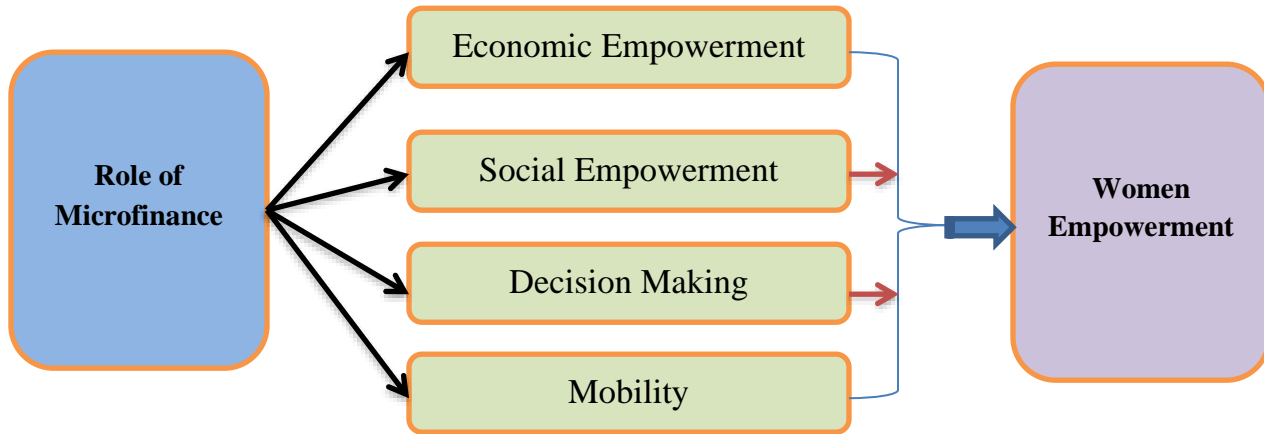 Role of
Microfinance
Economic Empowerment
Social Empowerment
Decision Making
Mobility
Women
Empowerment